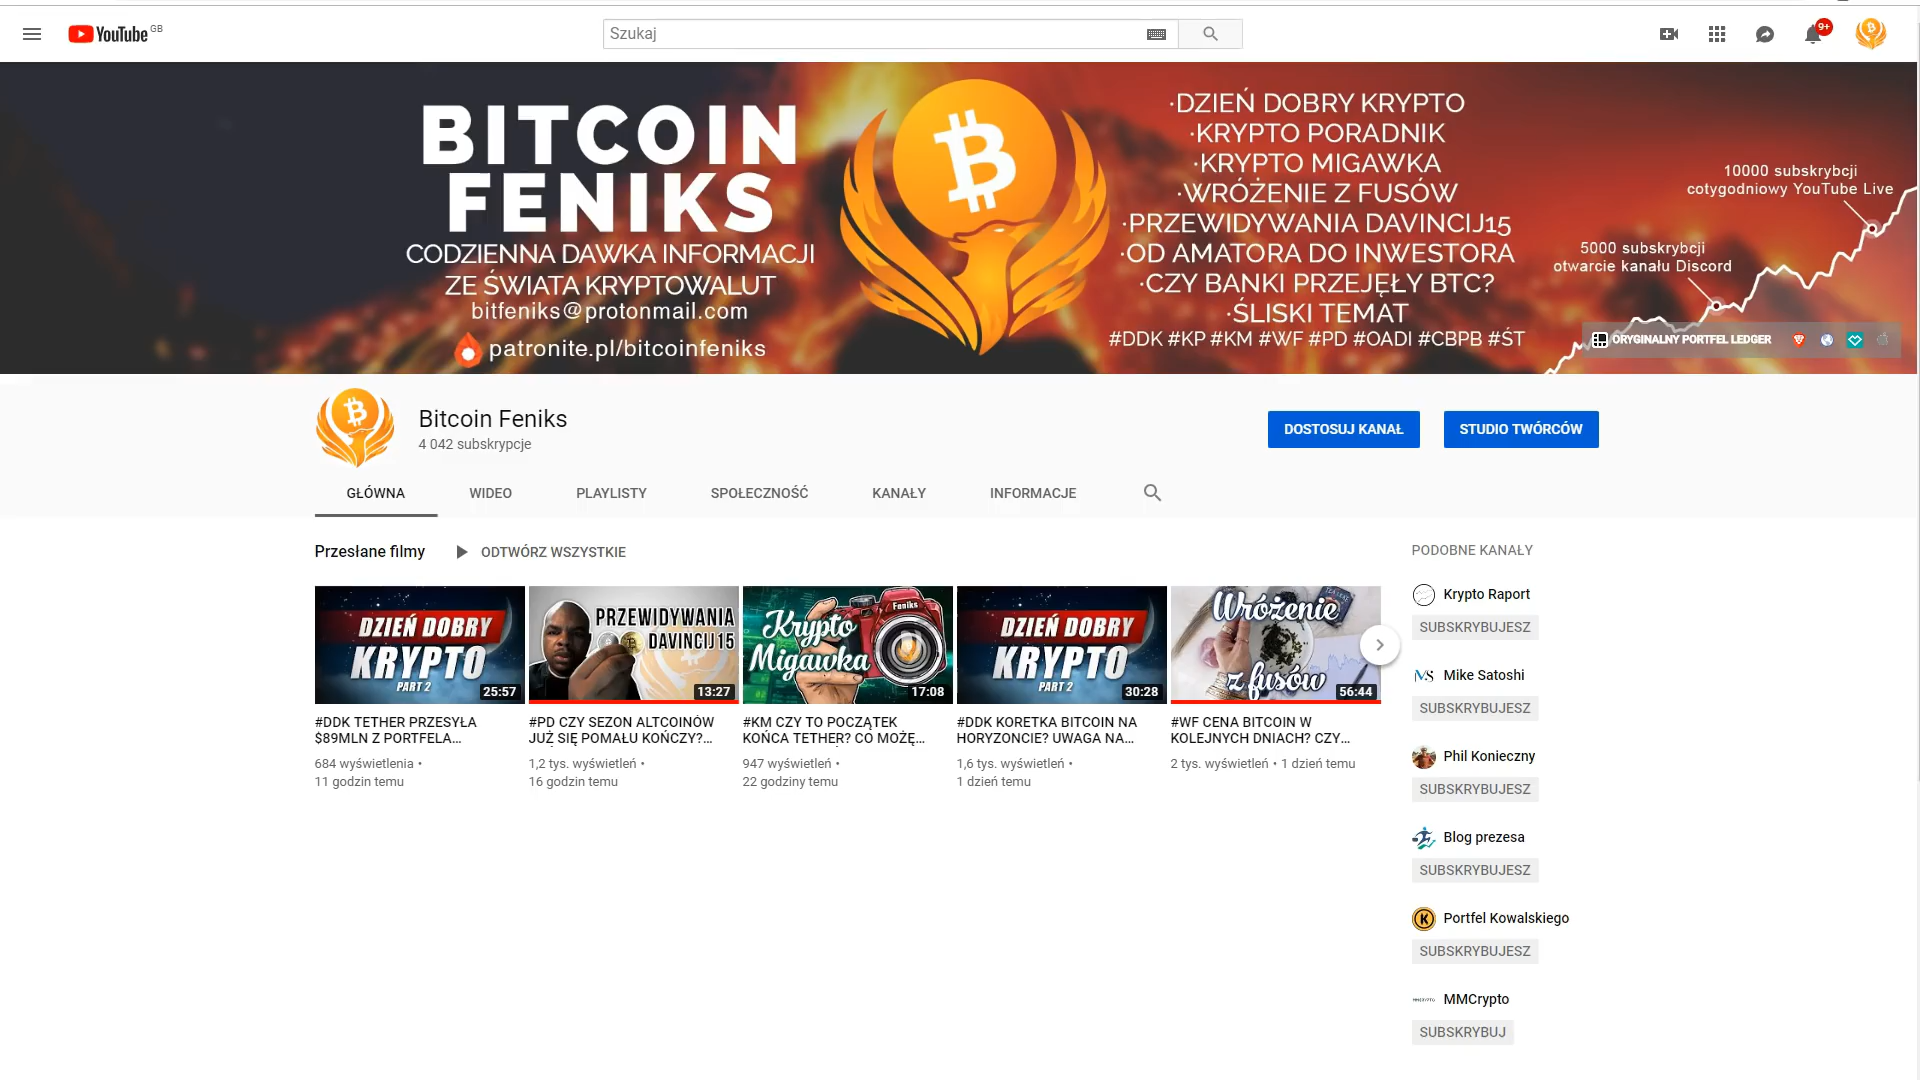 YouTube GB
Szukaj
9+
BITCOIN
FENIKS
CODZIENNA DAWKA INFORMACJI
ZE ŚWIATA KRYPTOWALUT
bitfeniks@protonmail.com
patronite.pl/bitcoinfeniks
·DZIEŃ DOBRY KRYPTO
·KRYPTO PORADNIK
·KRYPTO MIGAWKA
·WRÓŻENIE Z FUSÓW
·PRZEWIDYWANIA DAVINCIJ15
·OD AMATORA DO INWESTORA
·CZY BANKI PRZEJĘŁY BTC?
·ŚLISKI TEMAT
#DDK #KP #KM #WF #PD #OADI #CBPB #ŚT
10000 subskrybcji
cotygodniowy YouTube Live
5000 subskrybcji
otwarcie kanału Discord
ORYGINALNY PORTFEL LEDGER
Bitcoin Feniks
4 042 subskrypcje
DOSTOSUJ KANAŁ
STUDIO TWÓRCÓW
GŁÓWNA
WIDEO
PLAYLISTY
SPOŁECZNOŚĆ
KANAŁY
INFORMACJE
Przesłane filmy
ODTWÓRZ WSZYSTKIE
DZIEŃ DOBRY
KRYPTO
PART 2
25:57
#DDK TETHER PRZESYŁA
$89MLN Z PORTFELA...
684 wyświetlenia •
11 godzin temu
PRZEWIDYWANIA
DAVINCIJ15
13:27
#PD CZY SEZON ALTCOINÓW
JUŻ SIĘ POMAŁU KOŃCZY?...
1,2 tys. wyświetleń •
16 godzin temu
Feniks
Krypto
Migawka
17:08
#KM CZY TO POCZĄTEK
KOŃCA TETHER? CO MOŻĘ...
947 wyświetleń •
22 godziny temu
DZIEŃ DOBRY
KRYPTO
PART 2
30:28
#DDK KORETKA BITCOIN NA
HORYZONCIE? UWAGA NA...
1,6 tys. wyświetleń •
1 dzień temu
Wróżenie
z fusów
56:44
#WF CENA BITCOIN W
KOLEJNYCH DNIACH? CZY...
2 tys. wyświetleń • 1 dzień temu
PODOBNE KANAŁY
Krypto Raport
SUBSKRYBUJESZ
Mike Satoshi
SUBSKRYBUJESZ
Phil Konieczny
SUBSKRYBUJESZ
Blog prezesa
SUBSKRYBUJESZ
Portfel Kowalskiego
SUBSKRYBUJESZ
MMCrypto
SUBSKRYBUJ